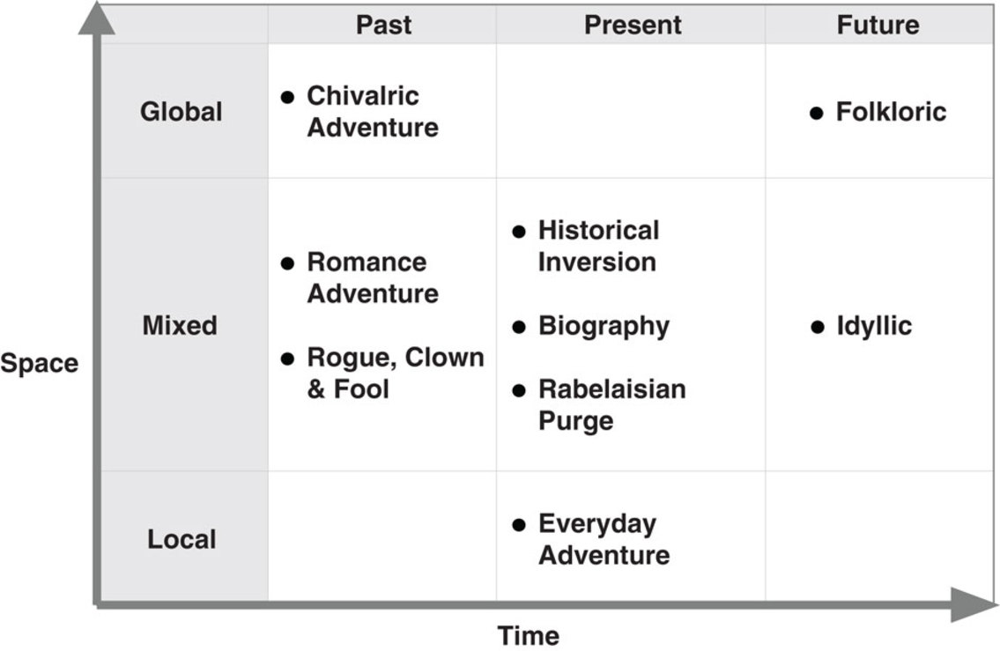 Past Present Future
Global
● Chivalric
Adventure
● Folkloric
Mixed
● Romance
Adventure
● Rogue, Clown
& Fool
● Historical
Inversion
● Biography
● Rabelaisian
Purge
● Idyllic
Space
Local
● Everyday
Adventure
Time